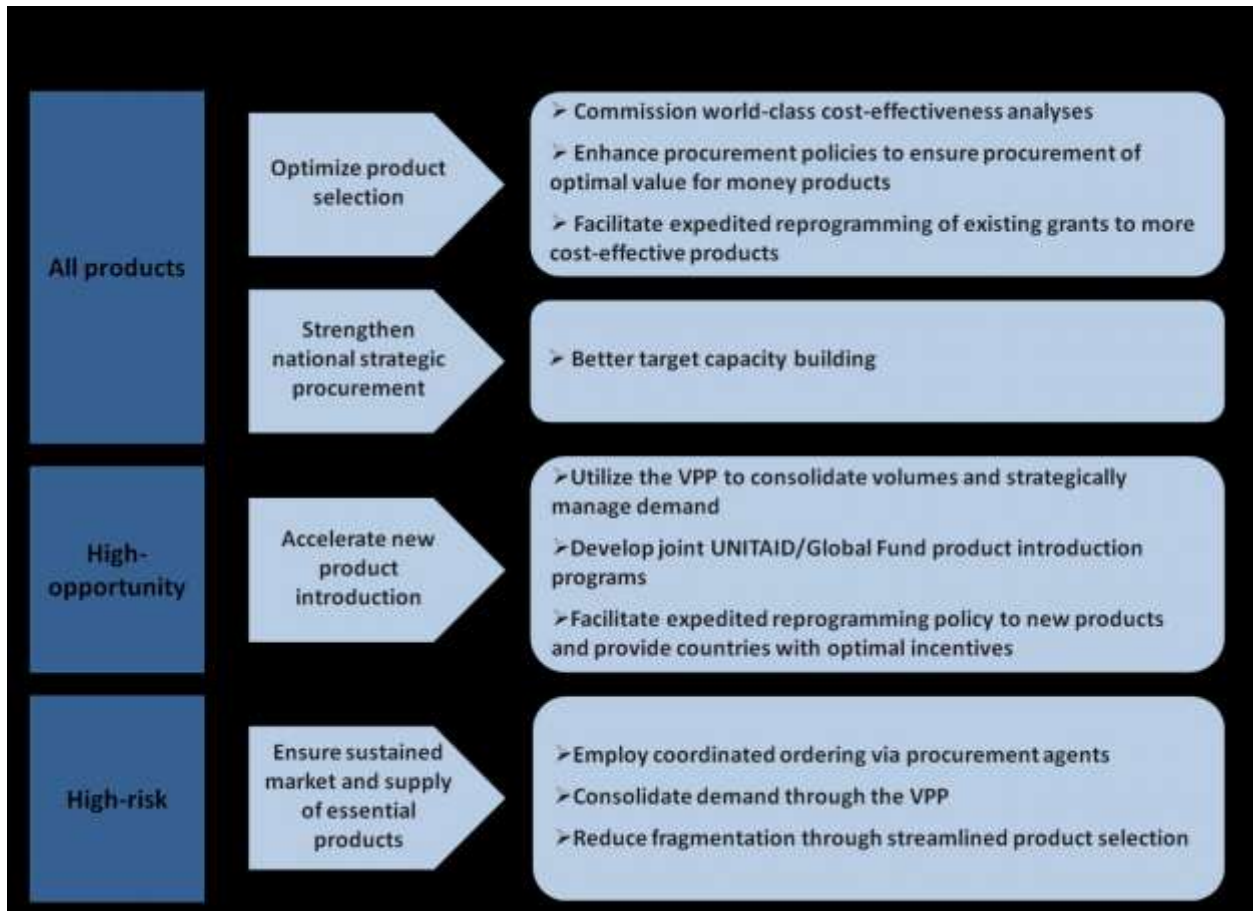 All products
Optimize product
selection
➢ Commission world-class cost-effectiveness analyses
➢ Enhance procurement policies to ensure procurement of
optimal value for money products
➢ Facilitate expedited reprogramming of existing grants to more
cost-effective products
Strengthen
national strategic
procurement
➢ Better target capacity building
High-
opportunity
Accelerate new
product
introduction
➢Utilize the VPP to consolidate volumes and strategically
manage demand
➢Develop joint UNITAID/Global Fund product introduction
programs
➢Facilitate expedited reprogramming policy to new products
and provide countries with optimal incentives
High-risk
Ensure sustained
market and supply
of essential
products
➢Employ coordinated ordering via procurement agents
➢Consolidate demand through the VPP
➢Reduce fragmentation through streamlined product selection